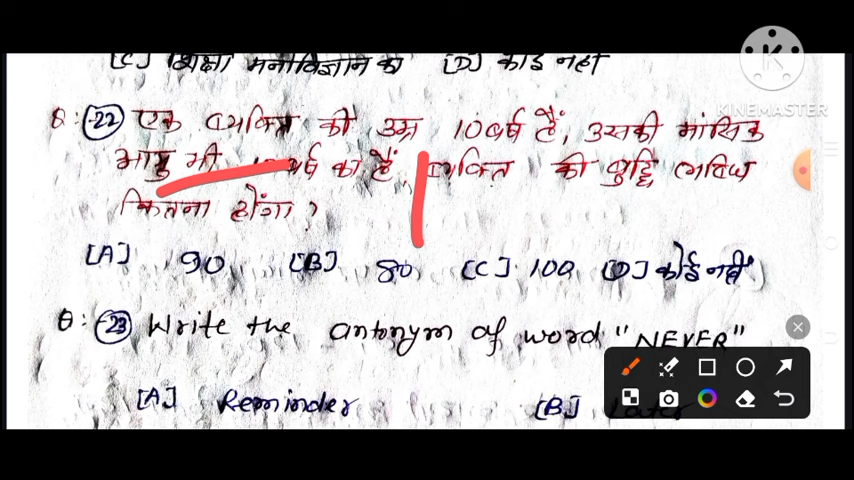 [C] शिक्षा मनोविज्ञान का [D] कोई नहीं
KINEMASTER
Q:-22 एक व्यक्ति की उम्र 10 वर्ष हैं, उसकी मांसिक
आयु भी वर्ष का हैं व्यक्ति की बुद्धि लब्धि
कितना होंगा ?
[A] 90 [B] 80 [C] 100 [D] कोई नहीं
Q:-23 Write the antonym of word "NEVER"
[A] Reminder [B] Later